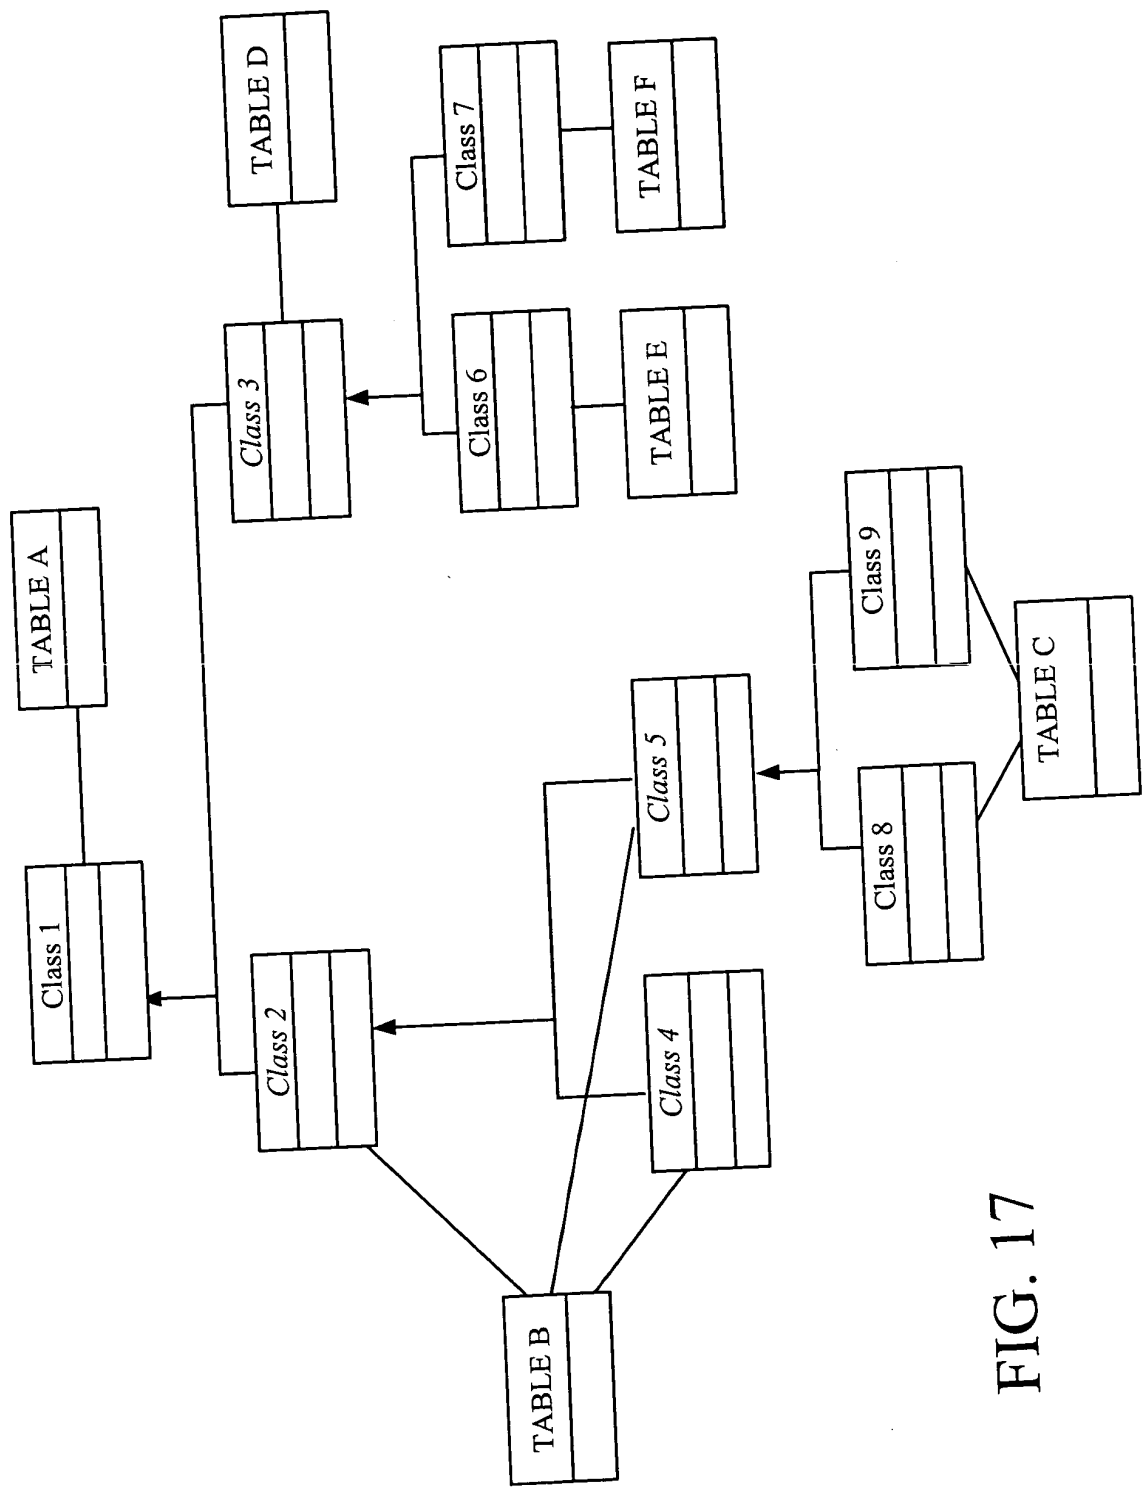 TABLE A
Class 1
TABLE D
Class 2
Class 3
Class 7
Class 6
TABLE F
TABLE E
TABLE B
Class 4
Class 5
Class 9
Class 8
TABLE C
FIG. 17